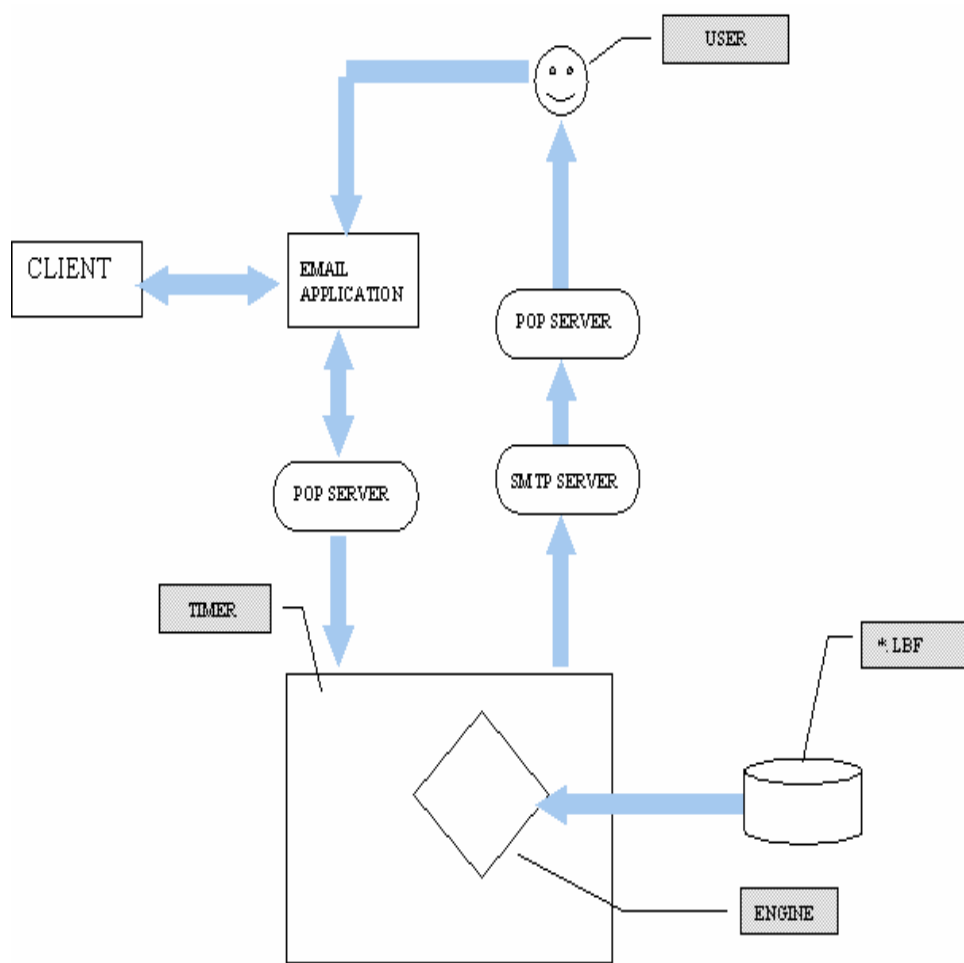 USER
CLIENT
EMAIL
APPLICATION
POP SERVER
POP SERVER
SMTP SERVER
TIMER
*. LBF
ENGINE